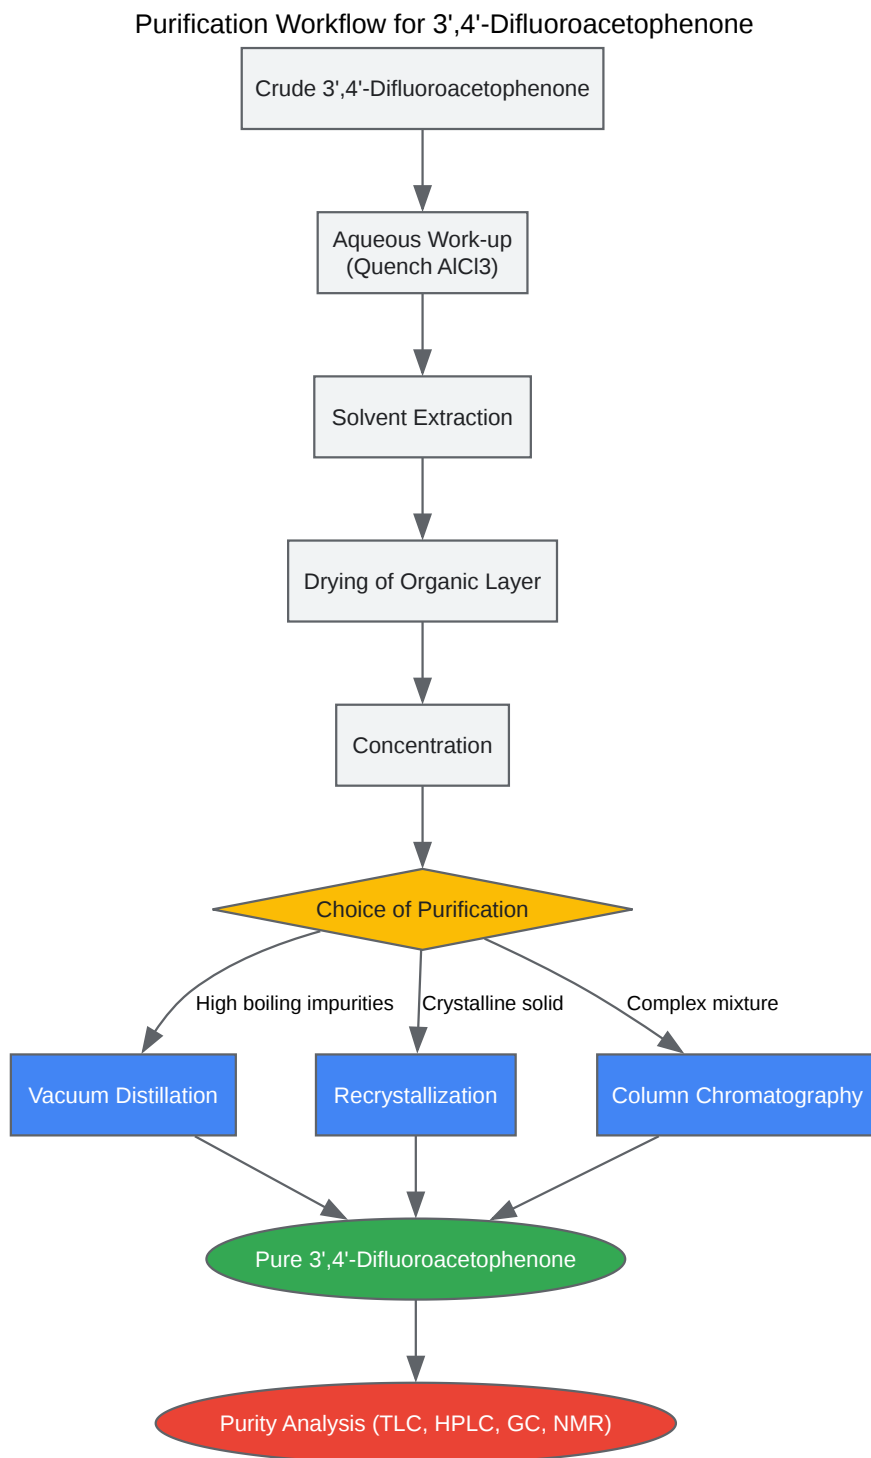 Purification Workflow for 3',4'-Difluoroacetophenone
Crude 3',4'-Difluoroacetophenone
Aqueous Work-up
(Quench AlCl3)
Solvent Extraction
Drying of Organic Layer
Concentration
Choice of Purification
High boiling impurities
Crystalline solid
Complex mixture
Vacuum Distillation
Recrystallization
Column Chromatography
Pure 3',4'-Difluoroacetophenone
Purity Analysis (TLC, HPLC, GC, NMR)